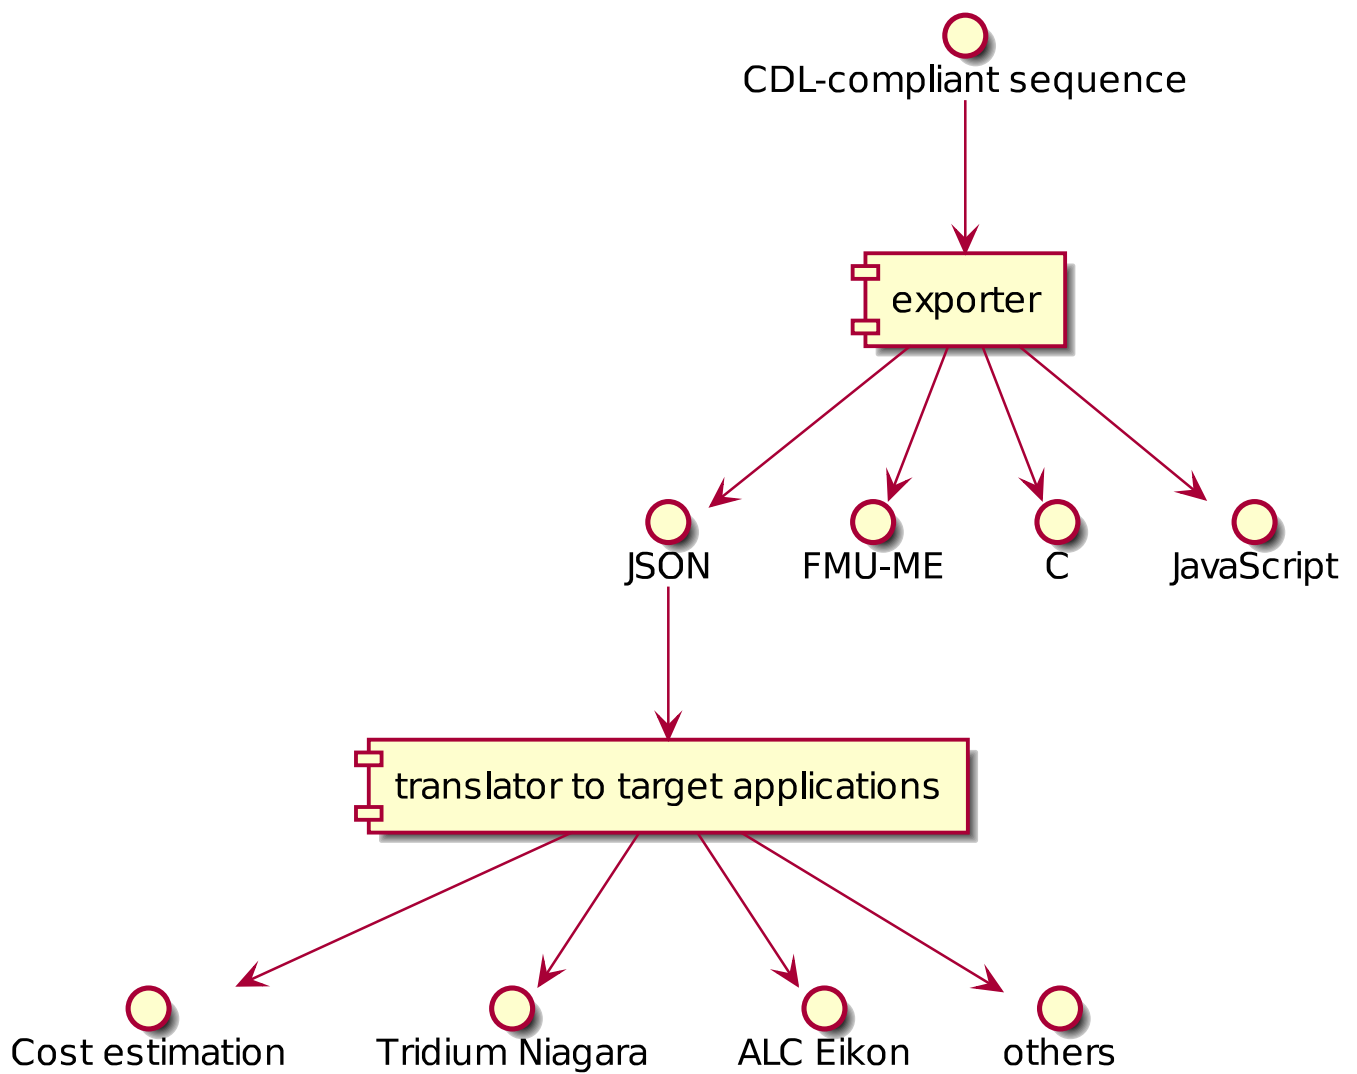 CDL-compliant sequence
exporter
JSON
FMU-ME
C
JavaScript
translator to target applications
Cost estimation
Tridium Niagara
ALC Eikon
others